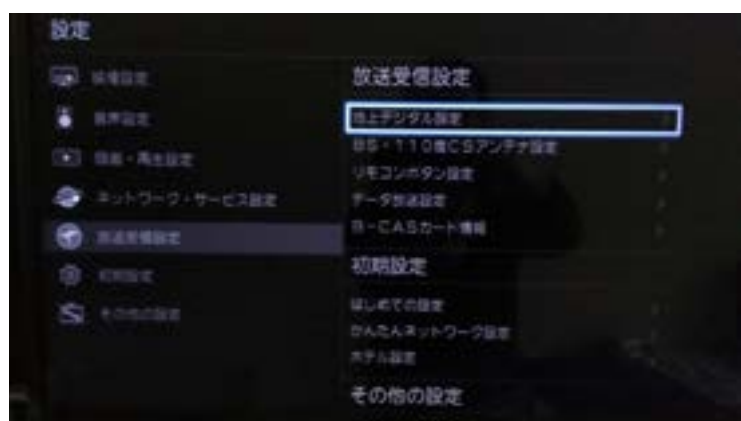 設定
映像設定
音声設定
録画・再生設定
ネットワーク・サービス設定
放送受信設定
初期設定
その他の設定
放送受信設定
地上デジタル設定
BS・110度CSアンテナ設定
リモコンボタン設定
データ放送設定
B-CASカード情報
初期設定
はじめての設定
かんたんネットワーク設定
ホテル設定
その他の設定